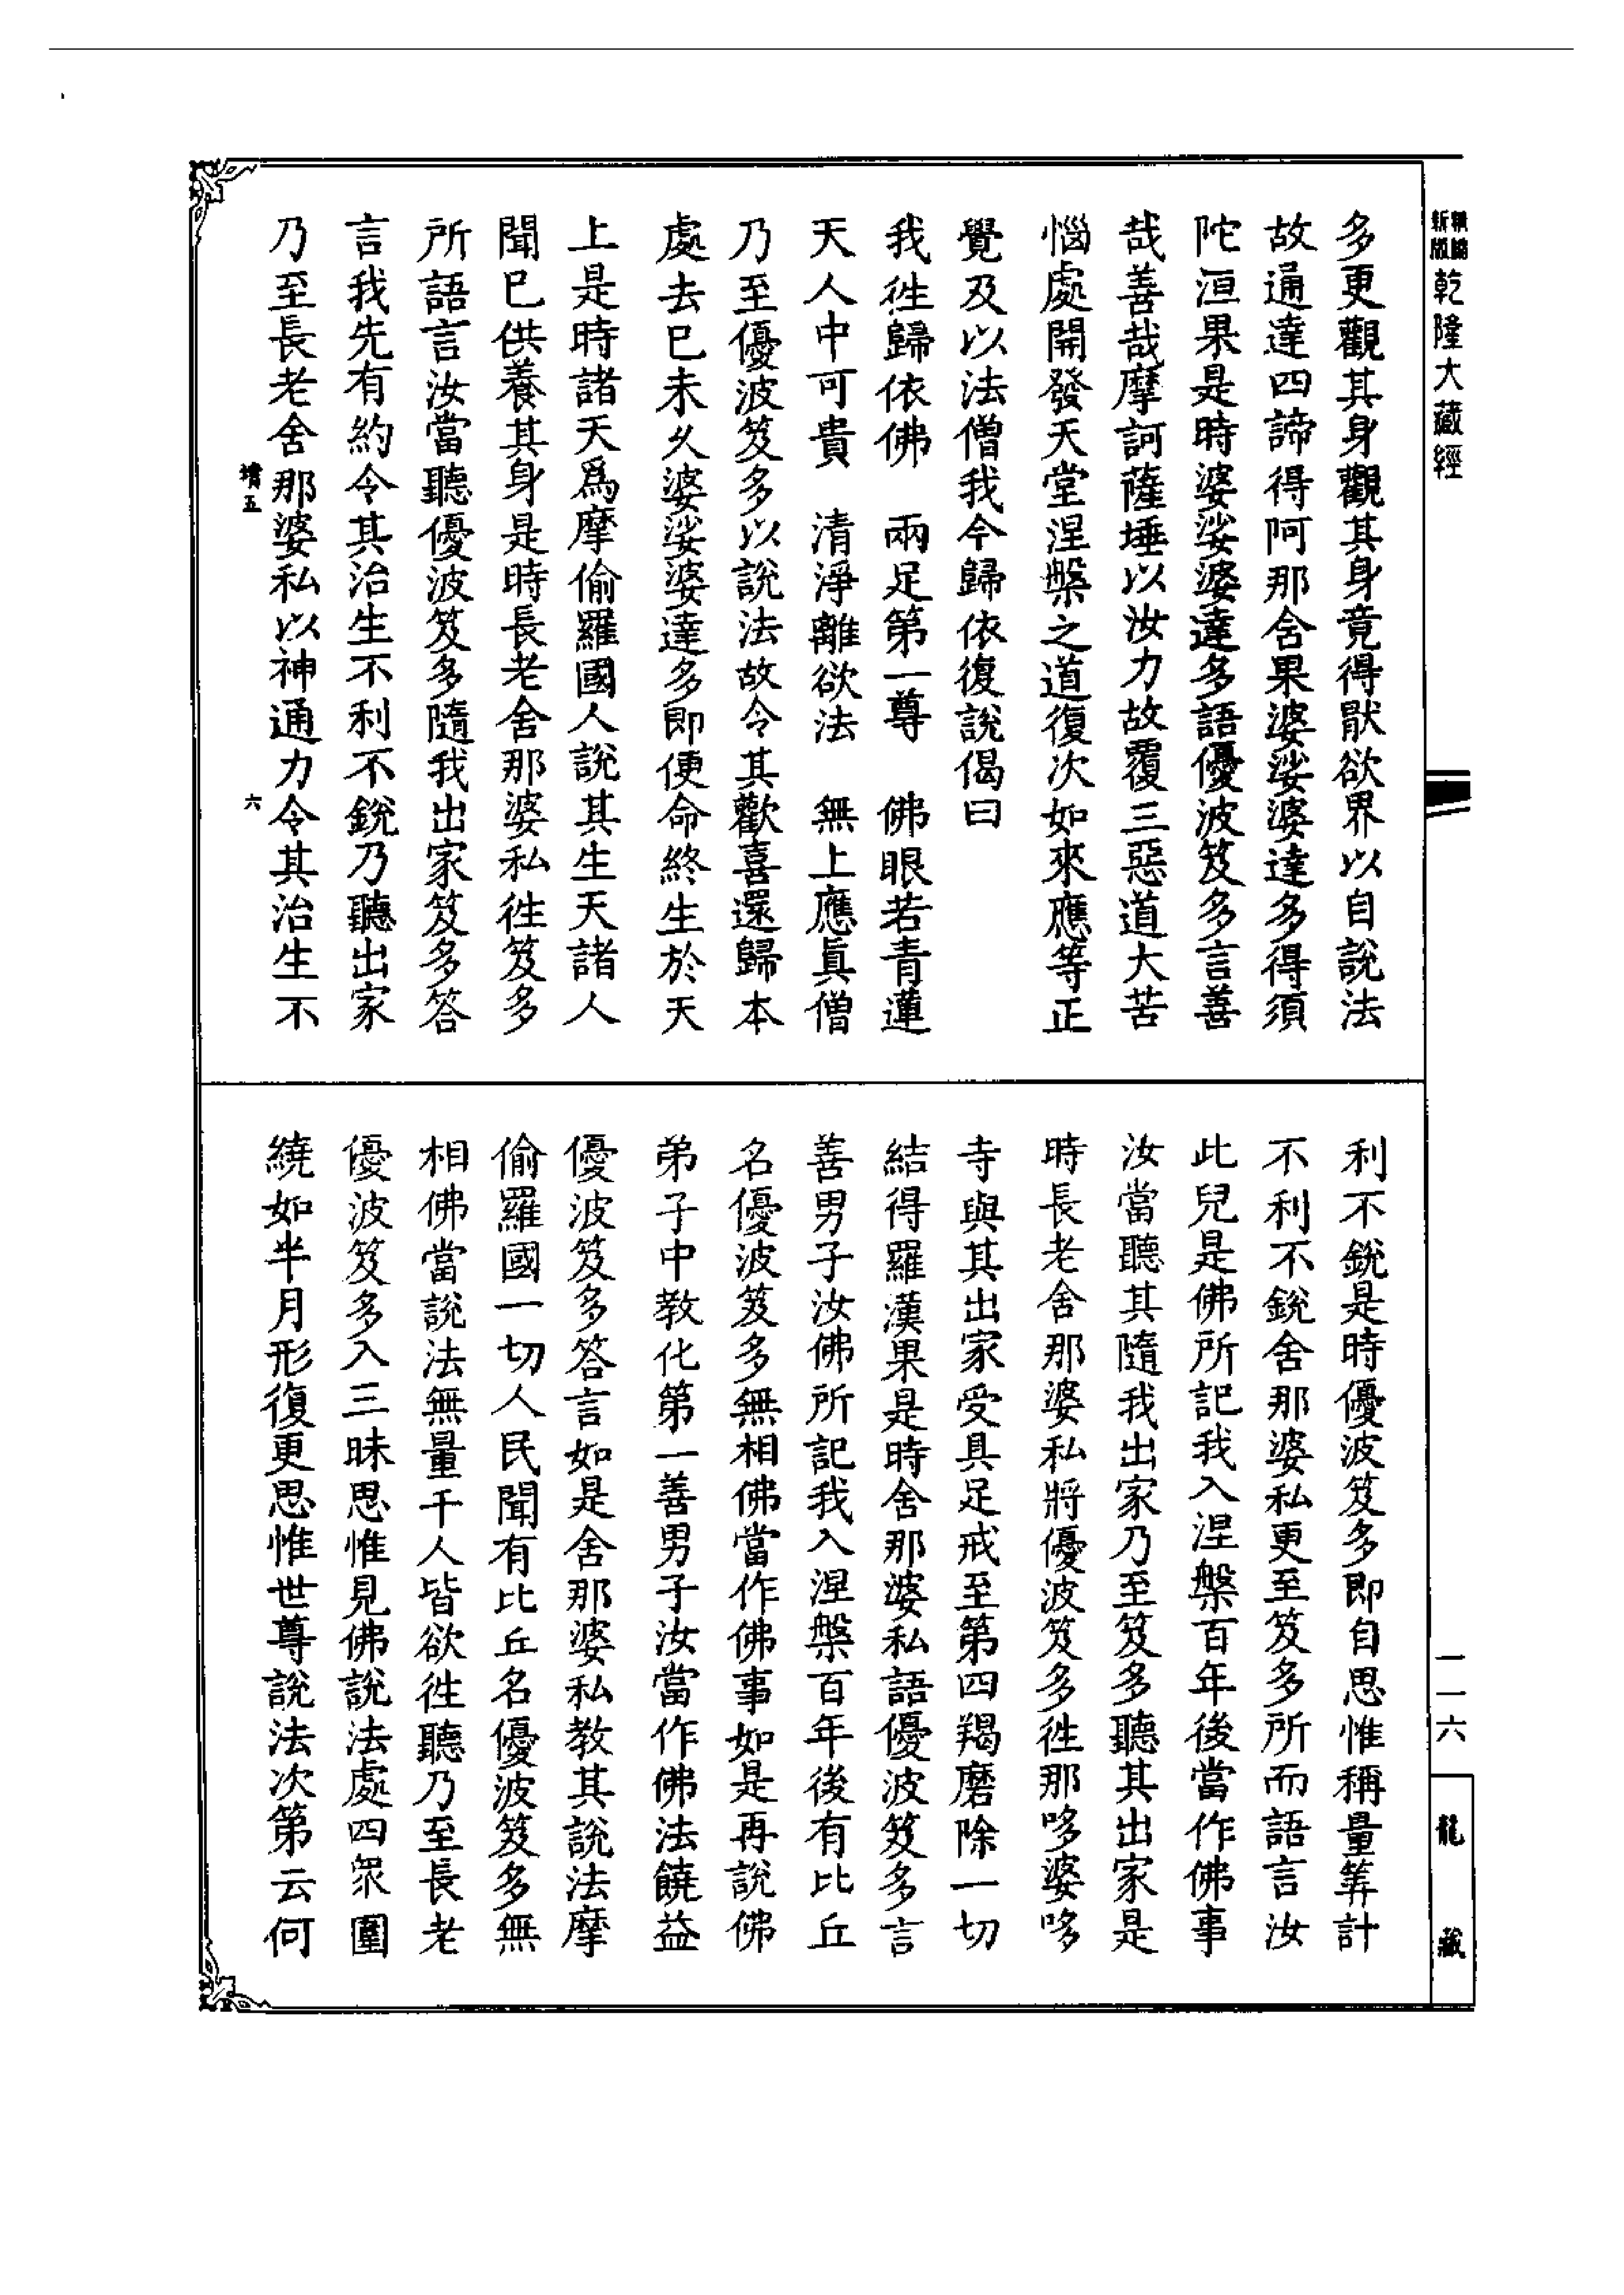 精編
新版
乾隆大藏經
多更觀其身觀其身竟得猒欲界以自說法
故通達四諦得阿那舍果婆娑婆達多得須
陀洹果是時婆娑婆達多語優波笈多言善
哉善哉摩訶薩埵以汝力故覆三惡道大苦
惱處開發天堂涅槃之道復次如來應等正
覺及以法僧我今歸依復說偈曰
我徃歸依佛　兩足第一尊　佛眼若青蓮
天人中可貴　清淨離欲法　無上應眞僧
乃至優波笈多以說法故令其歡喜還歸本
處去已未久婆娑婆達多即便命終生於天
上是時諸天爲摩偷羅國人說其生天諸人
聞已供養其身是時長老舍那婆私徃笈多
所語言汝當聽優波笈多隨我出家笈多答
言我先有約令其治生不利不銳乃聽出家
乃至長老舍那婆私以神通力令其治生不
六
利不銳是時優波笈多即自思惟稱量筭計
不利不銳舍那婆私更至笈多所而語言汝
此兒是佛所記我入涅槃百年後當作佛事
汝當聽其隨我出家乃至笈多聽其出家是
時長老舍那婆私將優波笈多徃那哆婆哆
寺與其出家受具足戒至第四羯磨除一切
結得羅漢果是時舍那婆私語優波笈多言
善男子汝佛所記我入涅槃百年後有比丘
名優波笈多無相佛當作佛事如是再說佛
弟子中教化第一善男子汝當作佛法饒益
優波笈多答言如是舍那婆私教其說法摩
偷羅國一切人民聞有比丘名優波笈多無
相佛當說法無量千人皆欲徃聽乃至長老
優波笈多入三昧思惟見佛說法處四衆圍
繞如半月形復更思惟世尊說法次第云何
一一六
龍藏